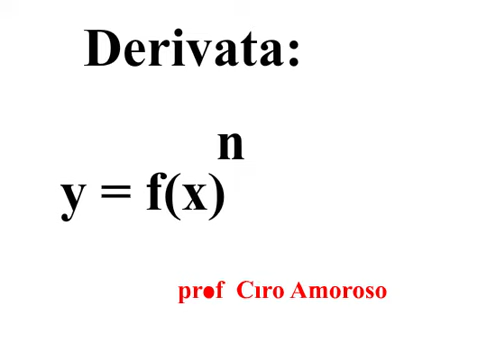 Derivata:
n
y = f(x)
prof Ciro Amoroso